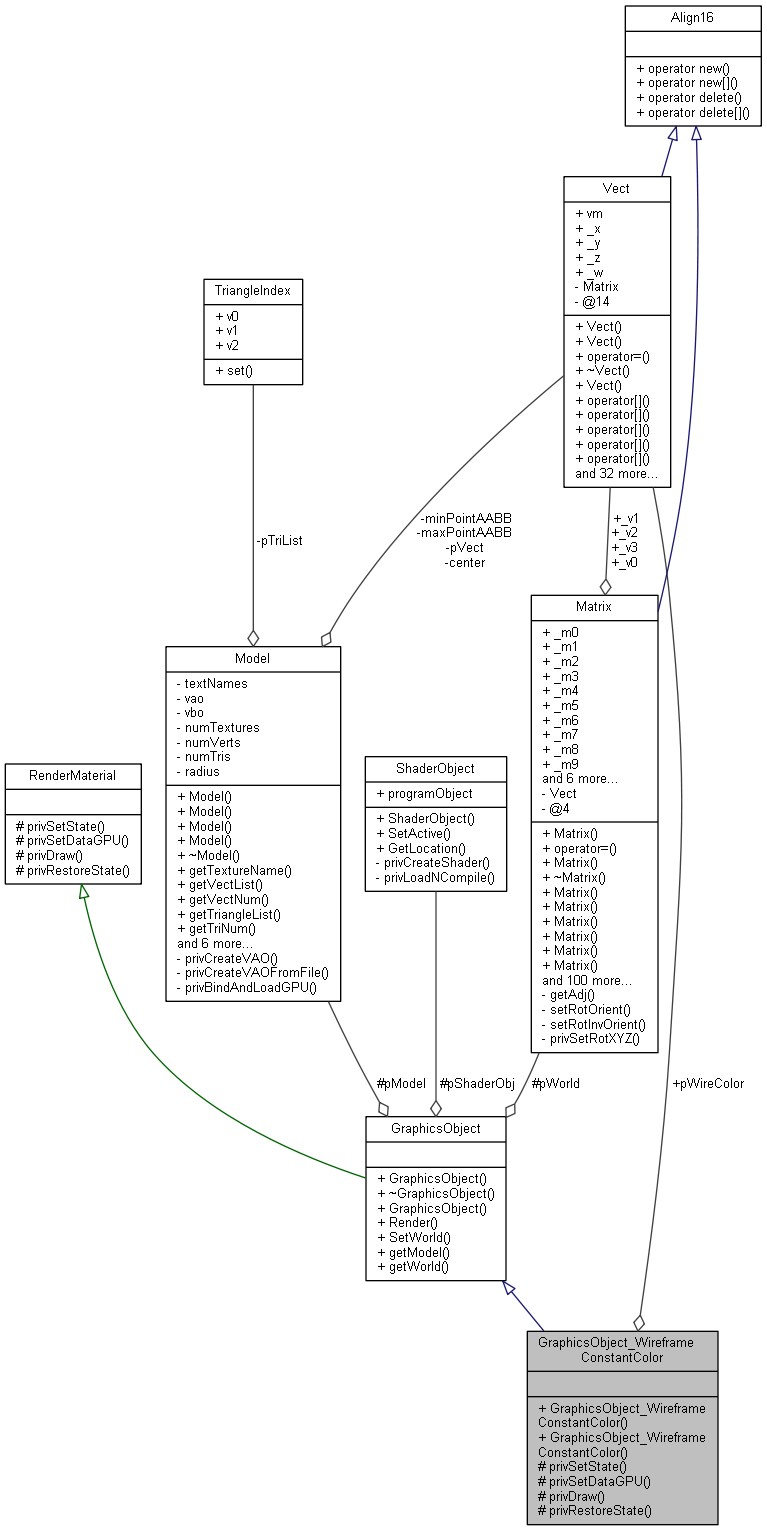 Align16
+ operator new()
+ operator new[]()
+ operator delete()
+ operator delete[]()
Vect
+ vm
+ _x
+ _y
+ _z
+ _w
- Matrix
- @14
+ Vect()
+ Vect()
+ operator=()
+ ~Vect()
+ Vect()
+ operator[]()
+ operator[]()
+ operator[]()
+ operator[]()
+ operator[]()
and 32 more...
TriangleIndex
+ v0
+ v1
+ v2
+ set()
-pTriList
-minPointAABB
-maxPointAABB
-pVect
-center
+_v1
+_v2
+_v3
+_v0
Matrix
+ _m0
+ _m1
+ _m2
+ _m3
+ _m4
+ _m5
+ _m6
+ _m7
+ _m8
+ _m9
and 6 more...
- Vect
- @4
+ Matrix()
+ operator=()
+ Matrix()
+ ~Matrix()
+ Matrix()
+ Matrix()
+ Matrix()
+ Matrix()
+ Matrix()
+ Matrix()
and 100 more...
- getAdj()
- setRotOrient()
- setRotInvOrient()
- privSetRotXYZ()
Model
- textNames
- vao
- vbo
- numTextures
- numVerts
- numTris
- radius
+ Model()
+ Model()
+ Model()
+ Model()
+ ~Model()
+ getTextureName()
+ getVectList()
+ getVectNum()
+ getTriangleList()
+ getTriNum()
and 6 more...
- privCreateVAO()
- privCreateVAOFromFile()
- privBindAndLoadGPU()
ShaderObject
+ programObject
+ ShaderObject()
+ SetActive()
+ GetLocation()
- privCreateShader()
- privLoadNCompile()
RenderMaterial
# privSetState()
# privSetDataGPU()
# privDraw()
# privRestoreState()
#pModel
#pShaderObj
#pWorld
+pWireColor
GraphicsObject
+ GraphicsObject()
+ ~GraphicsObject()
+ GraphicsObject()
+ Render()
+ SetWorld()
+ getModel()
+ getWorld()
GraphicsObject_Wireframe
ConstantColor
+ GraphicsObject_Wireframe
ConstantColor()
+ GraphicsObject_Wireframe
ConstantColor()
# privSetState()
# privSetDataGPU()
# privDraw()
# privRestoreState()